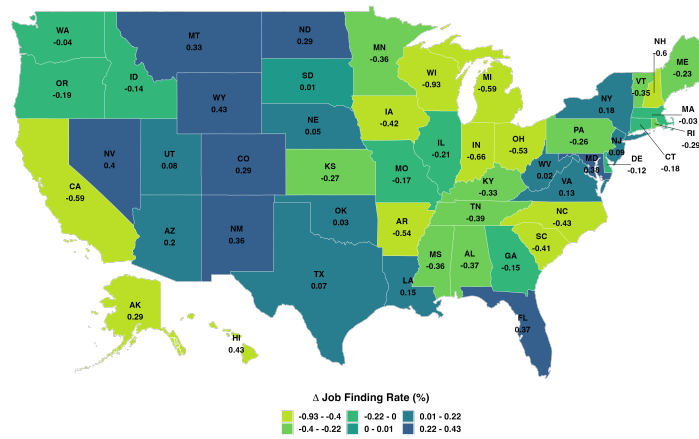 WA
-0.04
OR
-0.19
CA
-0.59
ID
-0.14
NV
0.4
MT
0.33
WY
0.43
UT
0.08
CO
0.29
AZ
0.2
NM
0.36
ND
0.29
SD
0.01
NE
0.05
KS
-0.27
OK
0.03
TX
0.07
MN
-0.36
IA
-0.42
MO
-0.17
AR
-0.54
LA
0.15
WI
-0.93
IL
-0.21
MI
-0.59
IN
-0.66
OH
-0.53
KY
-0.33
TN
-0.39
MS
-0.36
AL
-0.37
GA
-0.15
FL
0.37
SC
-0.41
NC
-0.43
VA
0.13
WV
0.02
MD
0.38
DE
-0.12
PA
-0.26
NJ
0.09
NY
0.18
CT
-0.18
RI
-0.29
MA
-0.03
VT
-0.35
NH
-0.6
ME
-0.23
AK
0.29
HI
0.43
Δ Job Finding Rate (%)
-0.93 - -0.4
-0.22 - 0
0.01 - 0.22
-0.4 - -0.22
0 - 0.01
0.22 - 0.43